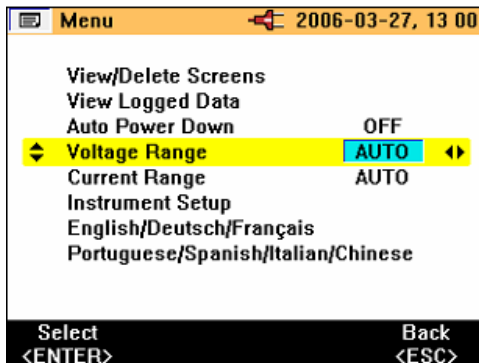 Menu 2006-03-27, 13 00
View/Delete Screens
View Logged Data
Auto Power Down OFF
Voltage Range AUTO
Current Range AUTO
Instrument Setup
English/Deutsch/Français
Portuguese/Spanish/Italian/Chinese
Select Back
<ENTER> <ESC>